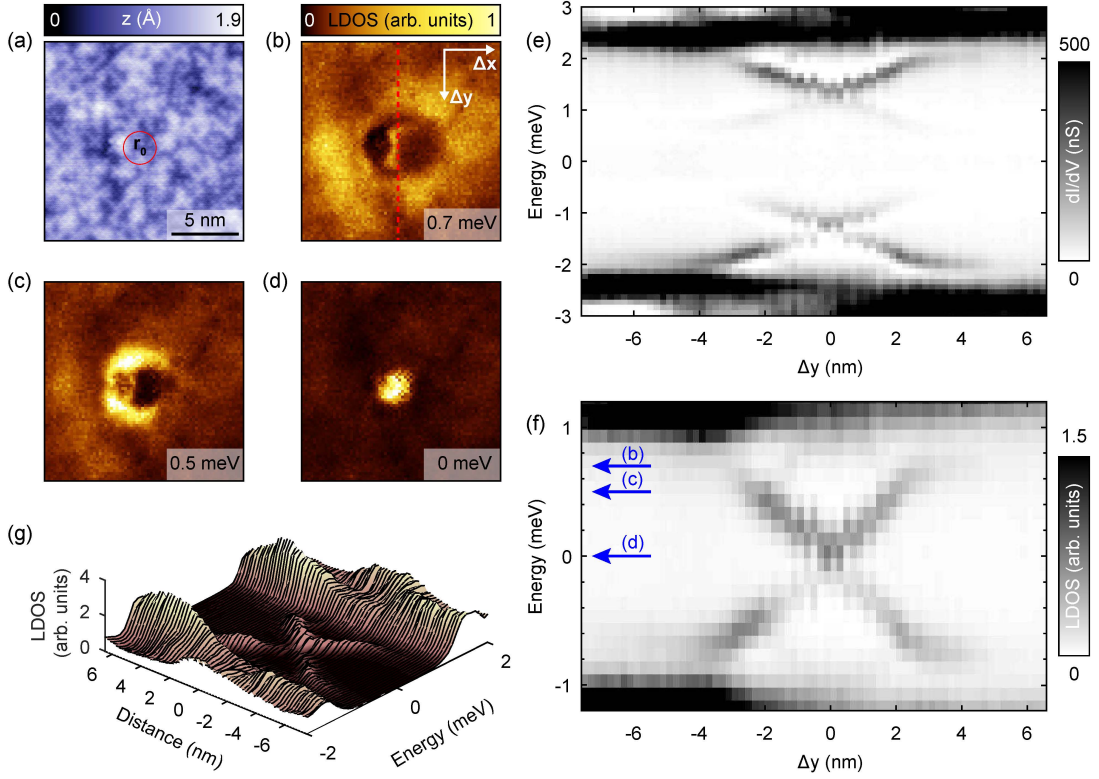 0 z (Å) 1.9
0 LDOS (arb. units) 1
(a)
r0
5 nm
(b)
Δx
Δy
0.7 meV
(c)
0.5 meV
(d)
0 meV
(e)
3
2
1
0
-1
-2
-3
Energy (meV)
-6 -4 -2 0 2 4 6
Δy (nm)
500
dI/dV (nS)
0
(f)
1
0
-1
Energy (meV)
(b)
(c)
(d)
-6 -4 -2 0 2 4 6
Δy (nm)
1.5
LDOS (arb. units)
0
(g)
LDOS
(arb. units)
4
2
0
6 4 2 0 -2 -4 -6
Distance (nm)
-2 0 2
Energy (meV)